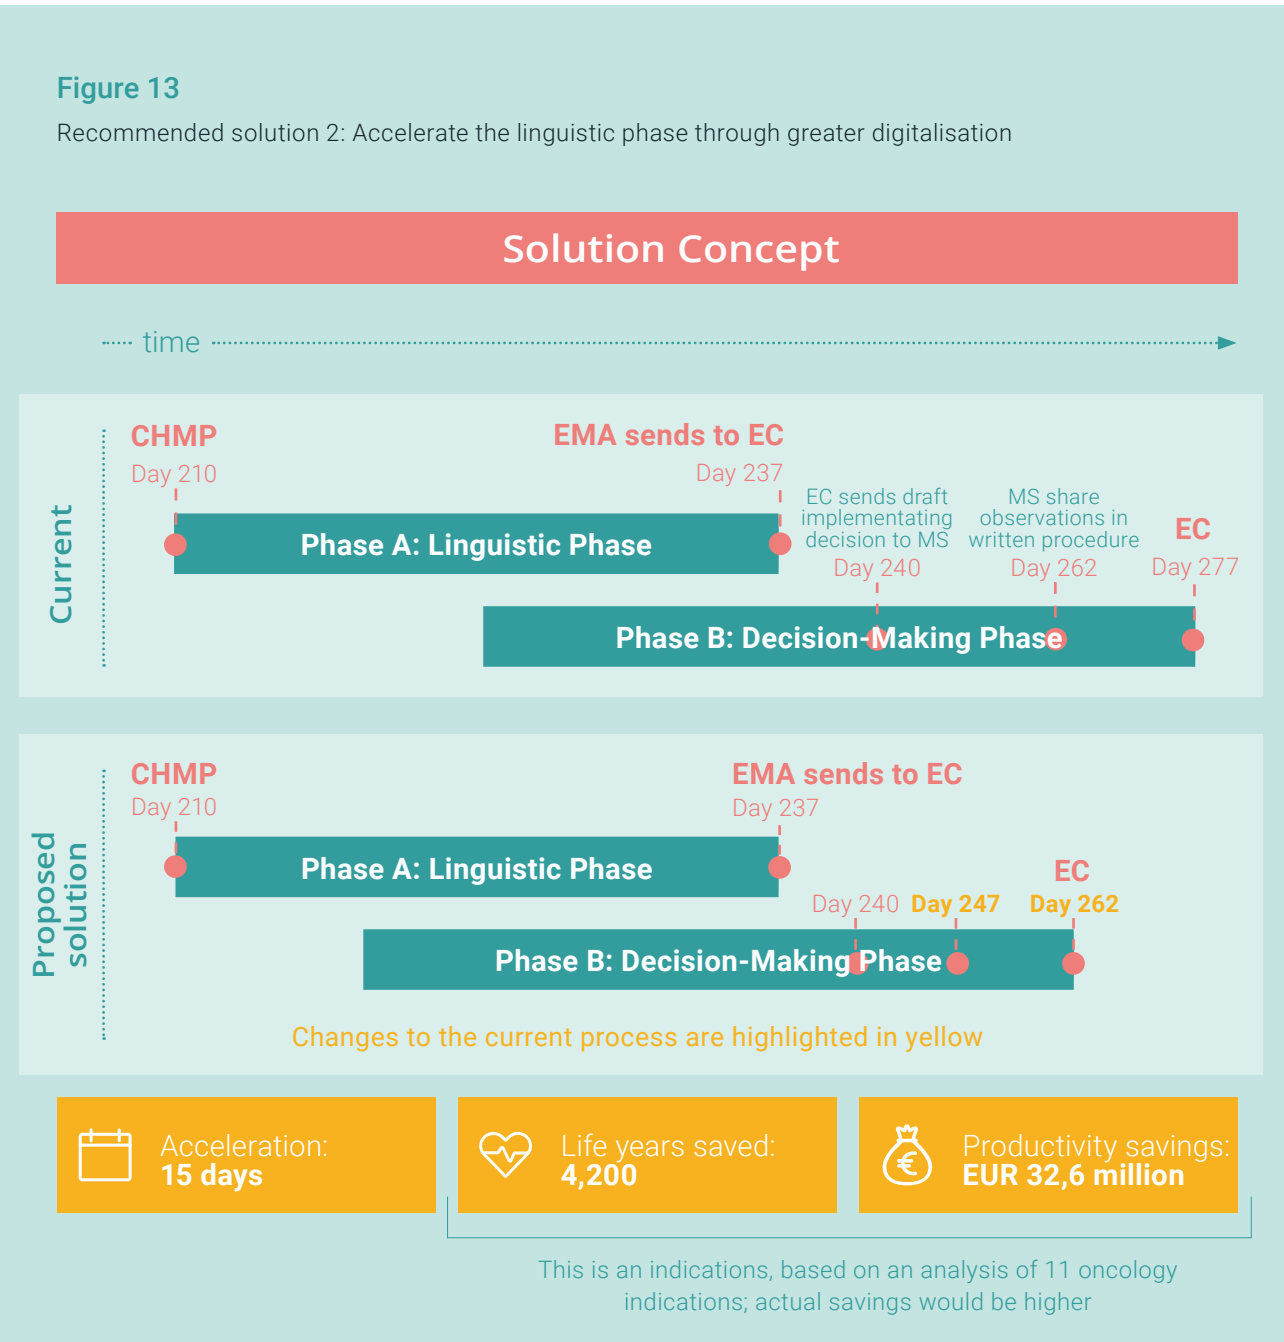 Figure 13
Recommended solution 2: Accelerate the linguistic phase through greater digitalisation
Solution Concept
time
Current
CHMP
Day 210
EMA sends to EC
Day 237
EC sends draft
implementating
decision to MS
Day 240
MS share
observations in
written procedure
Day 262
EC
Day 277
Phase A: Linguistic Phase
Phase B: Decision-Making Phase
Proposed
solution
CHMP
Day 210
EMA sends to EC
Day 237
Phase A: Linguistic Phase
EC
Day 240
Day 247
Day 262
Phase B: Decision-Making Phase
Changes to the current process are highlighted in yellow
Acceleration:
15 days
Life years saved:
4,200
Productivity savings:
EUR 32,6 million
This is an indications, based on an analysis of 11 oncology
indications; actual savings would be higher